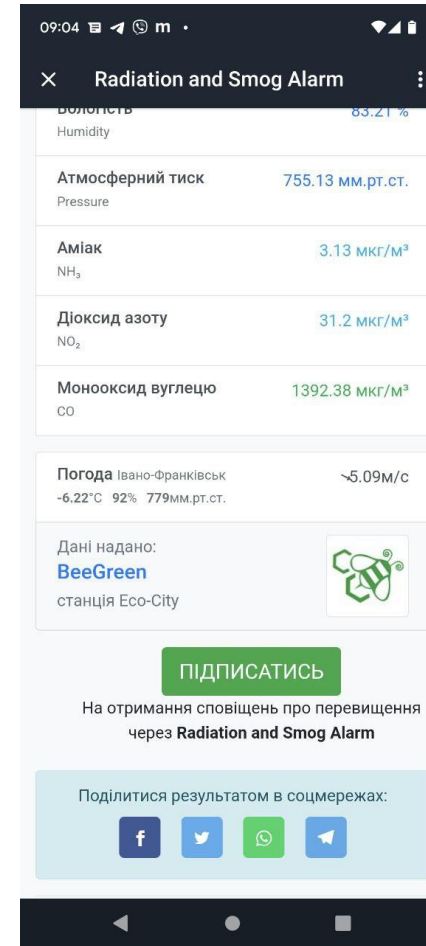 09:04
Radiation and Smog Alarm
Вологість 83.21 %
Humidity
Атмосферний тиск 755.13 мм.рт.ст.
Pressure
Аміак 3.13 мкг/м³
NH₃
Діоксид азоту 31.2 мкг/м³
NO₂
Монооксид вуглецю 1392.38 мкг/м³
CO
Погода Івано-Франківськ 5.09м/с
-6.22°C 92% 779мм.рт.ст.
Дані надано:
BeeGreen
станція Eco-City
ПІДПИСАТИСЬ
На отримання сповіщень про перевищення
через Radiation and Smog Alarm
Поділитися результатом в соцмережах: